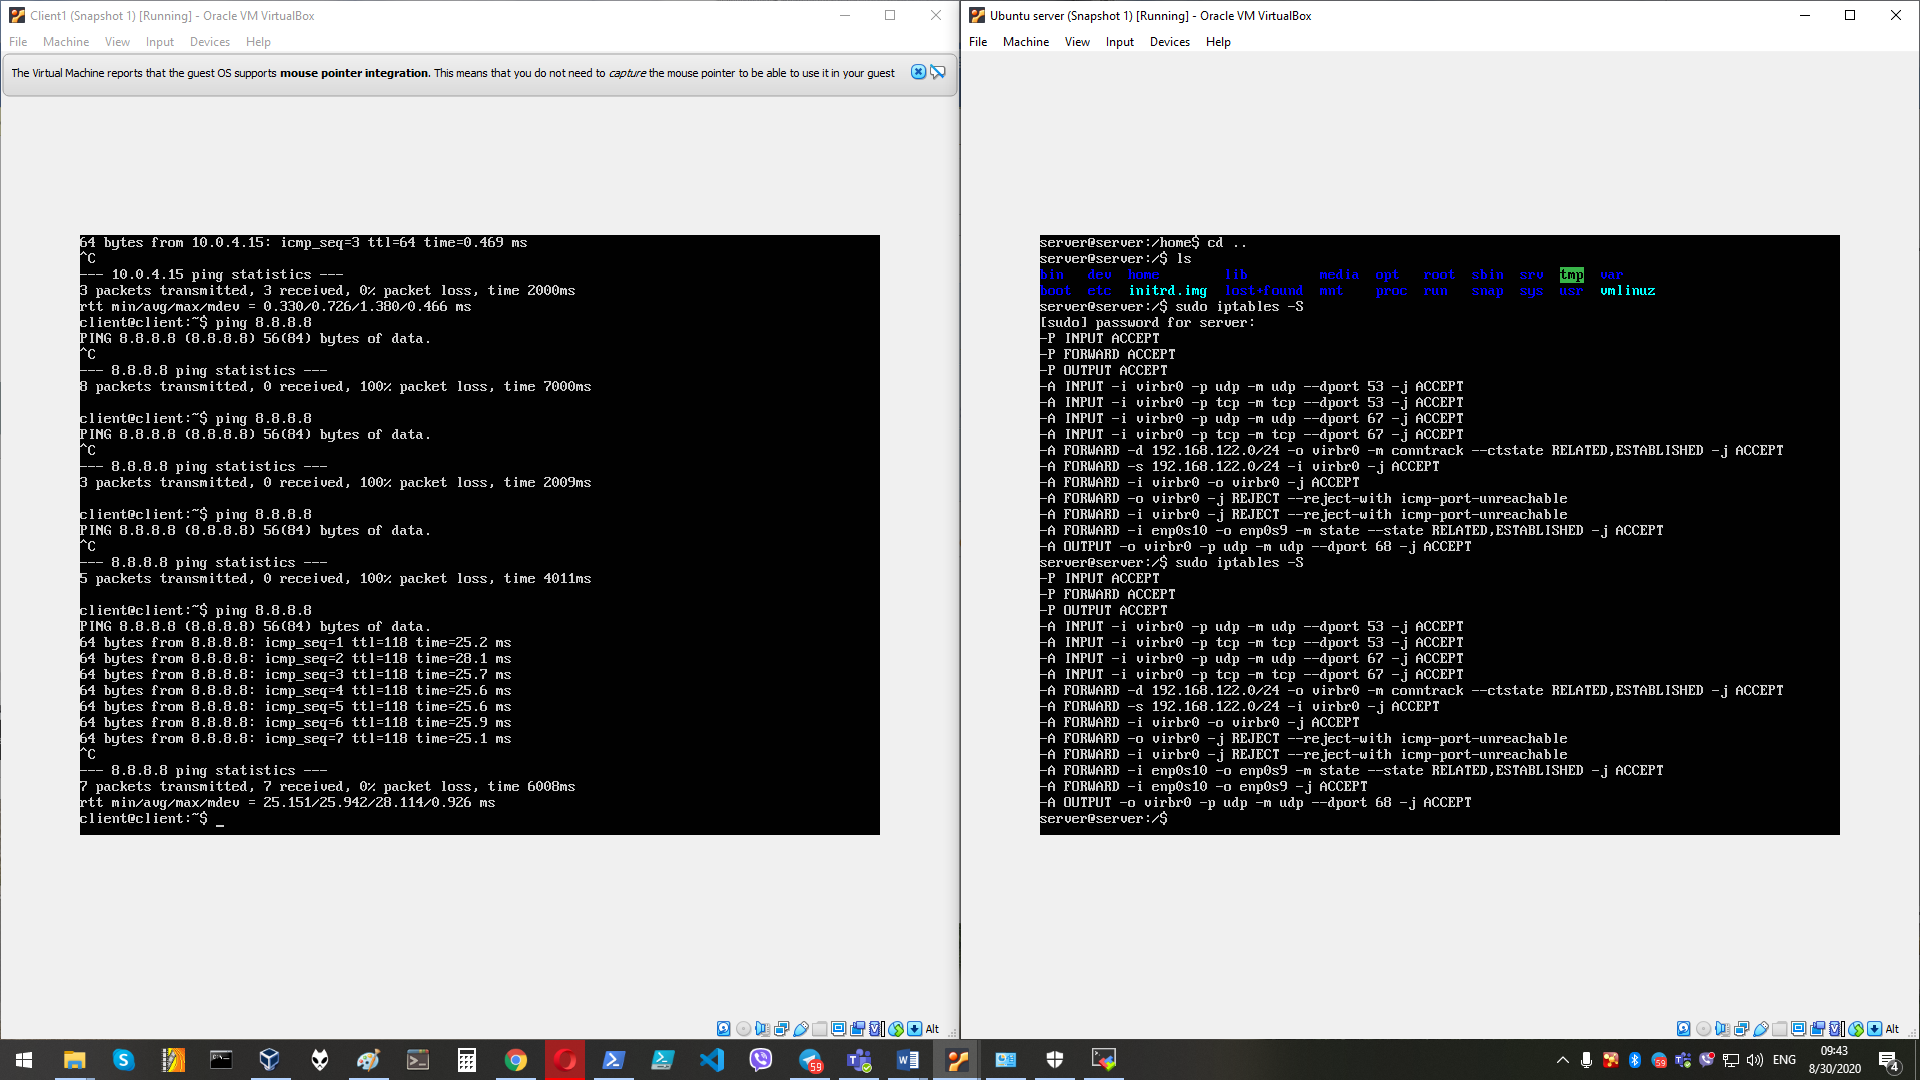 Client1 (Snapshot 1) [Running] - Oracle VM VirtualBox
File Machine View Input Devices Help
The Virtual Machine reports that the guest OS supports mouse pointer integration. This means that you do not need to capture the mouse pointer to be able to use it in your guest
64 bytes from 10.0.4.15: icmp_seq=3 ttl=64 time=0.469 ms
^C
--- 10.0.4.15 ping statistics ---
3 packets transmitted, 3 received, 0% packet loss, time 2000ms
rtt min/avg/max/mdev = 0.330/0.726/1.380/0.466 ms
client@client:~$ ping 8.8.8.8
PING 8.8.8.8 (8.8.8.8) 56(84) bytes of data.
^C
--- 8.8.8.8 ping statistics ---
8 packets transmitted, 0 received, 100% packet loss, time 7000ms
client@client:~$ ping 8.8.8.8
PING 8.8.8.8 (8.8.8.8) 56(84) bytes of data.
^C
--- 8.8.8.8 ping statistics ---
3 packets transmitted, 0 received, 100% packet loss, time 2009ms
client@client:~$ ping 8.8.8.8
PING 8.8.8.8 (8.8.8.8) 56(84) bytes of data.
^C
--- 8.8.8.8 ping statistics ---
5 packets transmitted, 0 received, 100% packet loss, time 4011ms
client@client:~$ ping 8.8.8.8
PING 8.8.8.8 (8.8.8.8) 56(84) bytes of data.
64 bytes from 8.8.8.8: icmp_seq=1 ttl=118 time=25.2 ms
64 bytes from 8.8.8.8: icmp_seq=2 ttl=118 time=28.1 ms
64 bytes from 8.8.8.8: icmp_seq=3 ttl=118 time=25.7 ms
64 bytes from 8.8.8.8: icmp_seq=4 ttl=118 time=25.6 ms
64 bytes from 8.8.8.8: icmp_seq=5 ttl=118 time=25.6 ms
64 bytes from 8.8.8.8: icmp_seq=6 ttl=118 time=25.9 ms
64 bytes from 8.8.8.8: icmp_seq=7 ttl=118 time=25.1 ms
^C
--- 8.8.8.8 ping statistics ---
7 packets transmitted, 7 received, 0% packet loss, time 6008ms
rtt min/avg/max/mdev = 25.151/25.942/28.114/0.926 ms
client@client:~$ _
Alt
Ubuntu server (Snapshot 1) [Running] - Oracle VM VirtualBox
File Machine View Input Devices Help
server@server:/home$ cd ..
server@server:/$ ls
bin dev home lib media opt root sbin srv tmp var
boot etc initrd.img lost+found mnt proc run snap sys usr vmlinuz
server@server:/$ sudo iptables -S
[sudo] password for server:
-P INPUT ACCEPT
-P FORWARD ACCEPT
-P OUTPUT ACCEPT
-A INPUT -i virbr0 -p udp -m udp --dport 53 -j ACCEPT
-A INPUT -i virbr0 -p tcp -m tcp --dport 53 -j ACCEPT
-A INPUT -i virbr0 -p udp -m udp --dport 67 -j ACCEPT
-A INPUT -i virbr0 -p tcp -m tcp --dport 67 -j ACCEPT
-A FORWARD -d 192.168.122.0/24 -o virbr0 -m conntrack --ctstate RELATED,ESTABLISHED -j ACCEPT
-A FORWARD -s 192.168.122.0/24 -i virbr0 -j ACCEPT
-A FORWARD -i virbr0 -o virbr0 -j ACCEPT
-A FORWARD -o virbr0 -j REJECT --reject-with icmp-port-unreachable
-A FORWARD -i virbr0 -j REJECT --reject-with icmp-port-unreachable
-A FORWARD -i enp0s10 -o enp0s9 -m state --state RELATED,ESTABLISHED -j ACCEPT
-A OUTPUT -o virbr0 -p udp -m udp --dport 68 -j ACCEPT
server@server:/$ sudo iptables -S
-P INPUT ACCEPT
-P FORWARD ACCEPT
-P OUTPUT ACCEPT
-A INPUT -i virbr0 -p udp -m udp --dport 53 -j ACCEPT
-A INPUT -i virbr0 -p tcp -m tcp --dport 53 -j ACCEPT
-A INPUT -i virbr0 -p udp -m udp --dport 67 -j ACCEPT
-A INPUT -i virbr0 -p tcp -m tcp --dport 67 -j ACCEPT
-A FORWARD -d 192.168.122.0/24 -o virbr0 -m conntrack --ctstate RELATED,ESTABLISHED -j ACCEPT
-A FORWARD -s 192.168.122.0/24 -i virbr0 -j ACCEPT
-A FORWARD -i virbr0 -o virbr0 -j ACCEPT
-A FORWARD -o virbr0 -j REJECT --reject-with icmp-port-unreachable
-A FORWARD -i virbr0 -j REJECT --reject-with icmp-port-unreachable
-A FORWARD -i enp0s10 -o enp0s9 -m state --state RELATED,ESTABLISHED -j ACCEPT
-A FORWARD -i enp0s10 -o enp0s9 -j ACCEPT
-A OUTPUT -o virbr0 -p udp -m udp --dport 68 -j ACCEPT
server@server:/$
Alt
59
59
ENG
09:43
8/30/2020
4